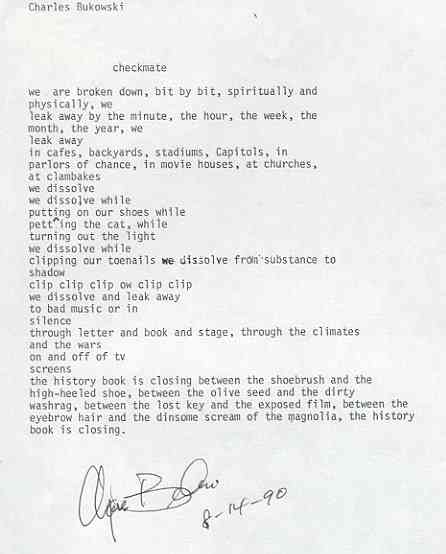 Charles Bukowski
checkmate
we are broken down, bit by bit, spiritually and
physically, we
leak away by the minute, the hour, the week, the
month, the year, we
leak away
in cafes, backyards, stadiums, Capitols, in
parlors of chance, in movie houses, at churches,
at clambakes
we dissolve
we dissolve while
putting on our shoes while
petting the cat, while
turning out the light
we dissolve while
clipping our toenails we dissolve from substance to
shadow
clip clip clip ow clip clip
we dissolve and leak away
to bad music or in
silence
through letter and book and stage, through the climates
and the wars
on and off of tv
screens
the history book is closing between the shoebrush and the
high-heeled shoe, between the olive seed and the dirty
washrag, between the lost key and the exposed film, between the
eyebrow hair and the dinsome scream of the magnolia, the history
book is closing.
8-14-90